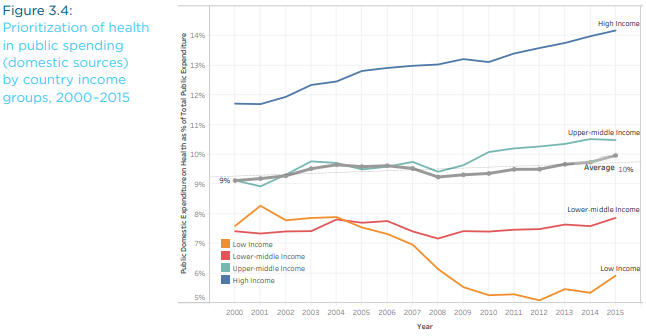 Figure 3.4:
Prioritization of health
in public spending
(domestic sources)
by country income
groups, 2000–2015
Public Domestic Expenditure on Health as % of Total Public Expenditure
14%
13%
12%
11%
10%
9%
8%
7%
6%
5%
High Income
Upper-middle Income
9%
Average 10%
Lower-middle Income
Low Income
Low Income
Lower-middle Income
Upper-middle Income
High Income
2000 2001 2002 2003 2004 2005 2006 2007 2008 2009 2010 2011 2012 2013 2014 2015
Year